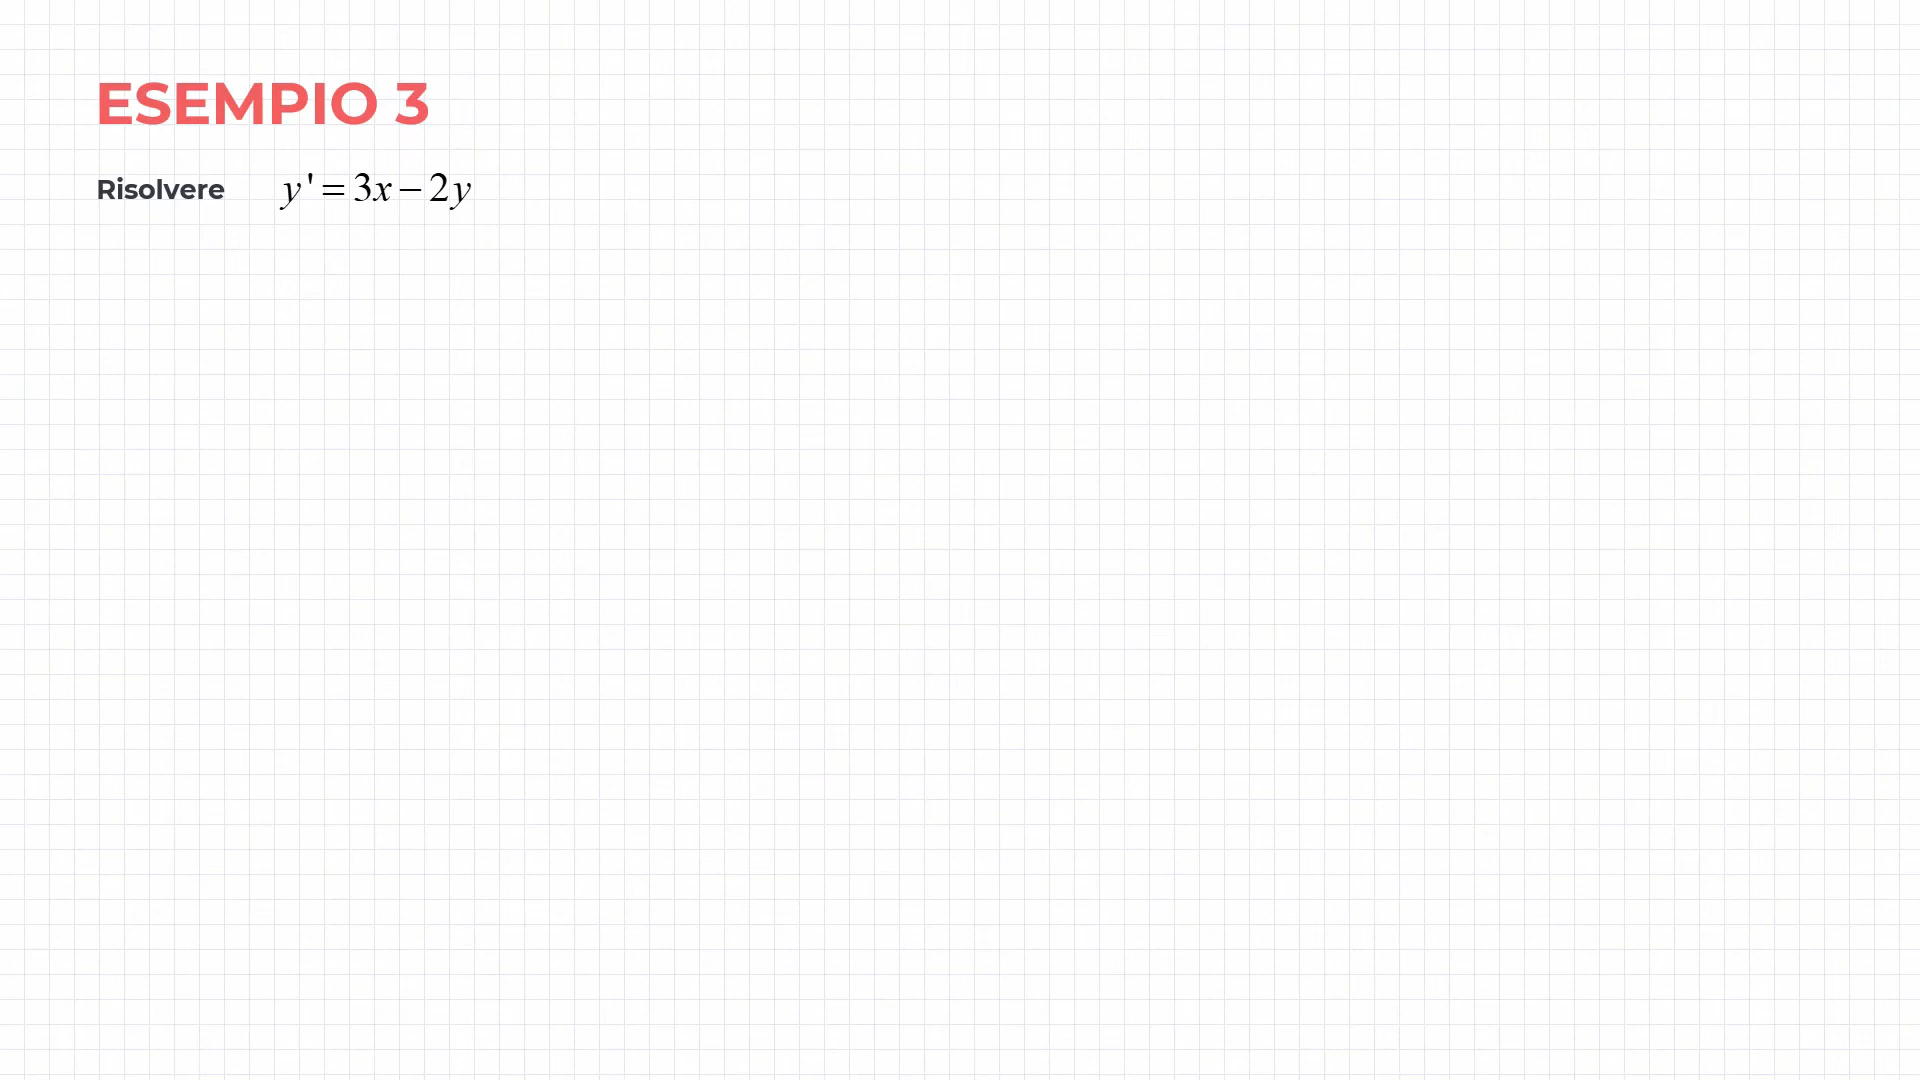 ESEMPIO 3
Risolvere y' = 3x − 2y